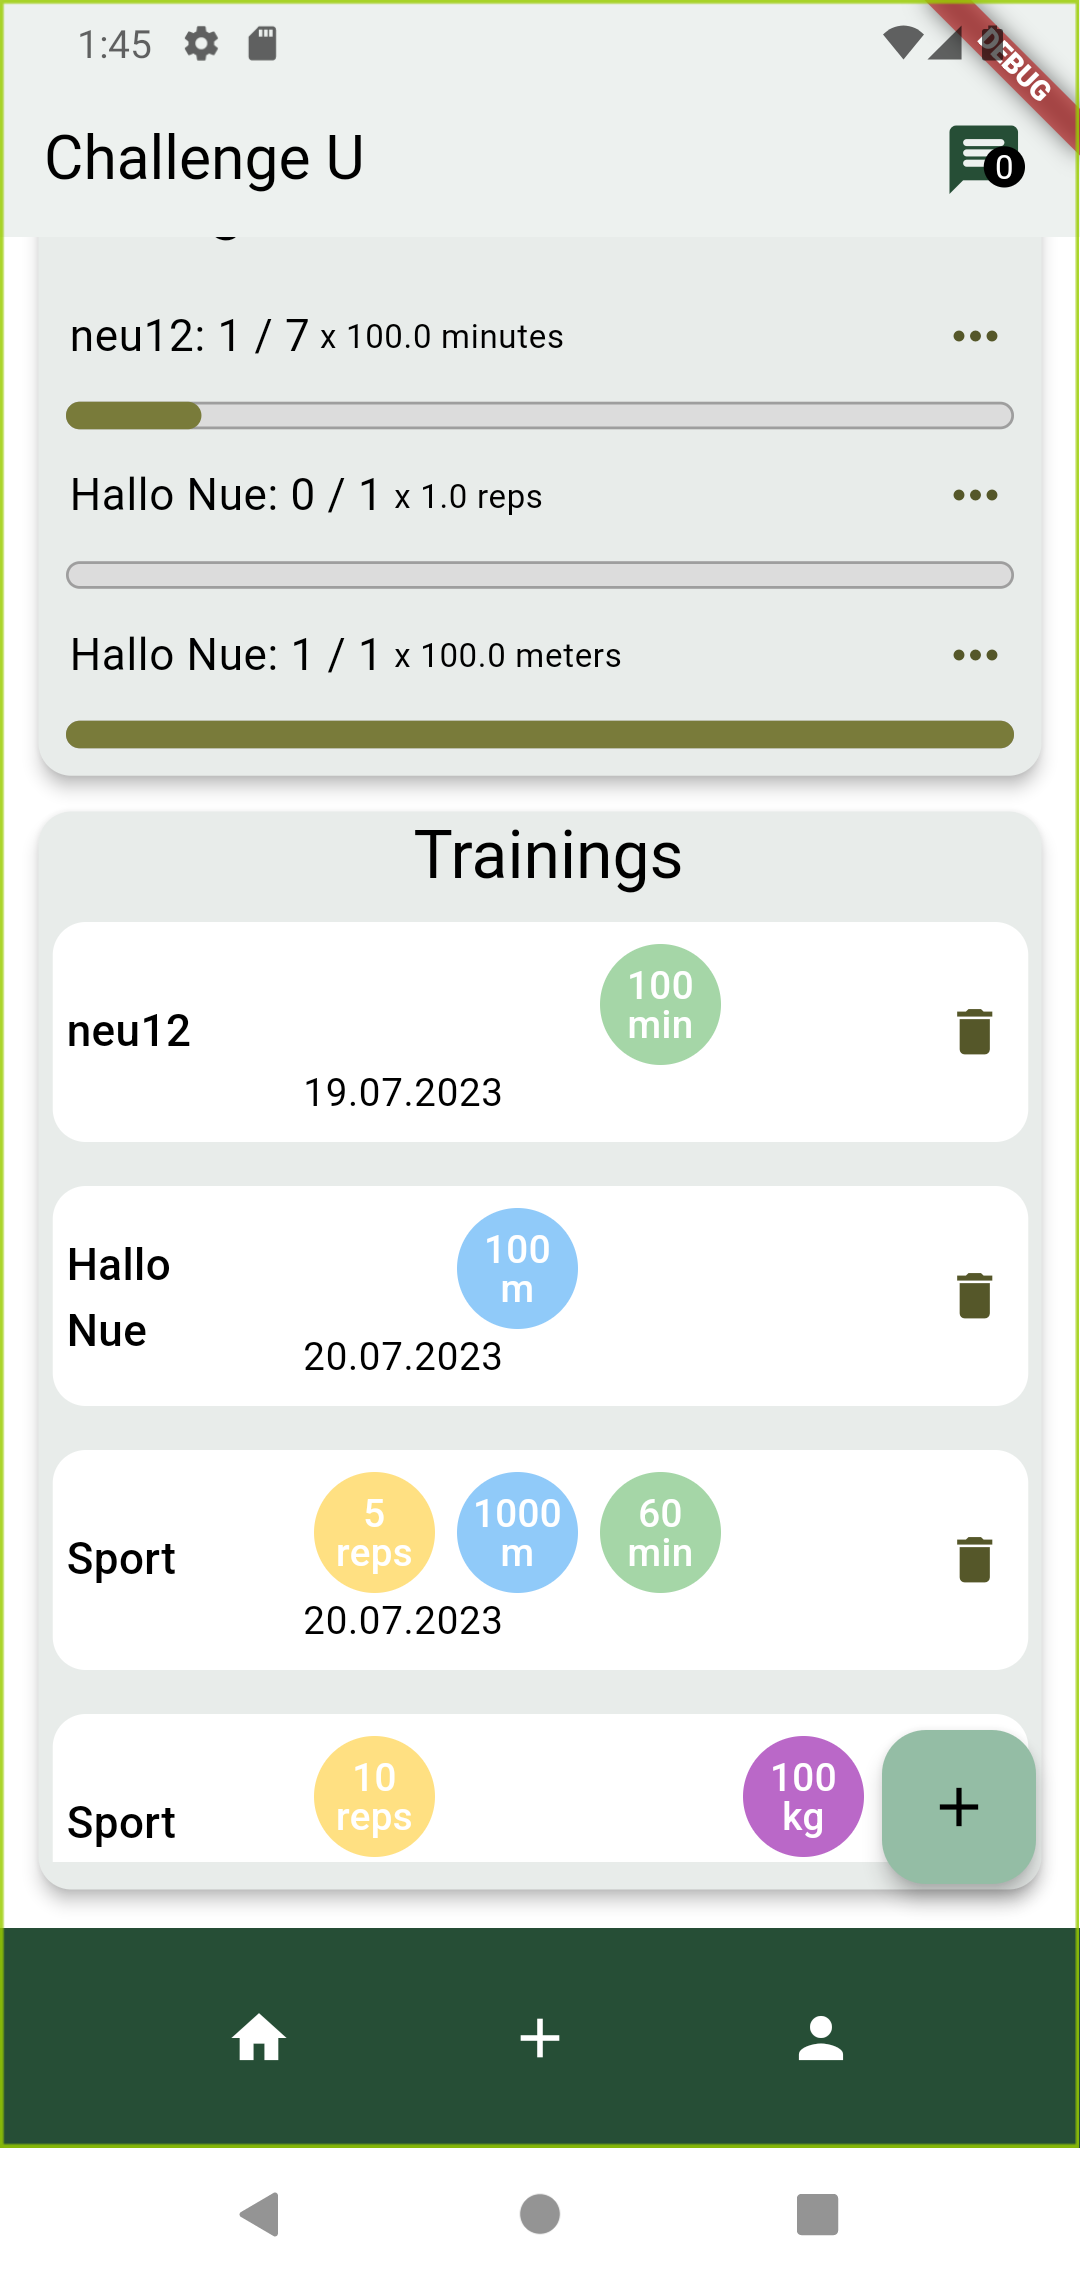 1:45
DEBUG
Challenge U
0
neu12: 1 / 7 x 100.0 minutes
Hallo Nue: 0 / 1 x 1.0 reps
Hallo Nue: 1 / 1 x 100.0 meters
Trainings
100
min
neu12
19.07.2023
100
m
Hallo
Nue
20.07.2023
5
reps
1000
m
60
min
Sport
20.07.2023
10
reps
100
kg
Sport